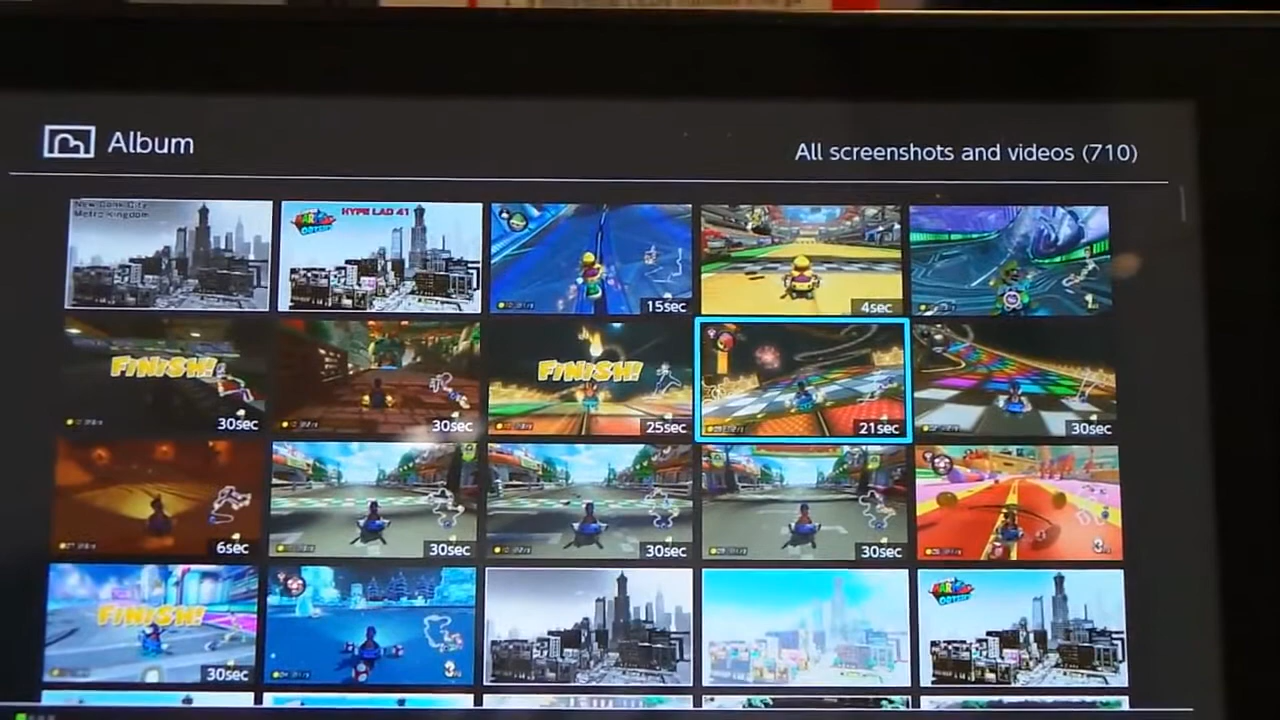 Album
All screenshots and videos (710)
New Donk City
Metro Kingdom
HYPE LAD 41
15sec
4sec
FINISH!
30sec
30sec
FINISH!
25sec
21sec
30sec
6sec
30sec
30sec
30sec
FINISH!
30sec